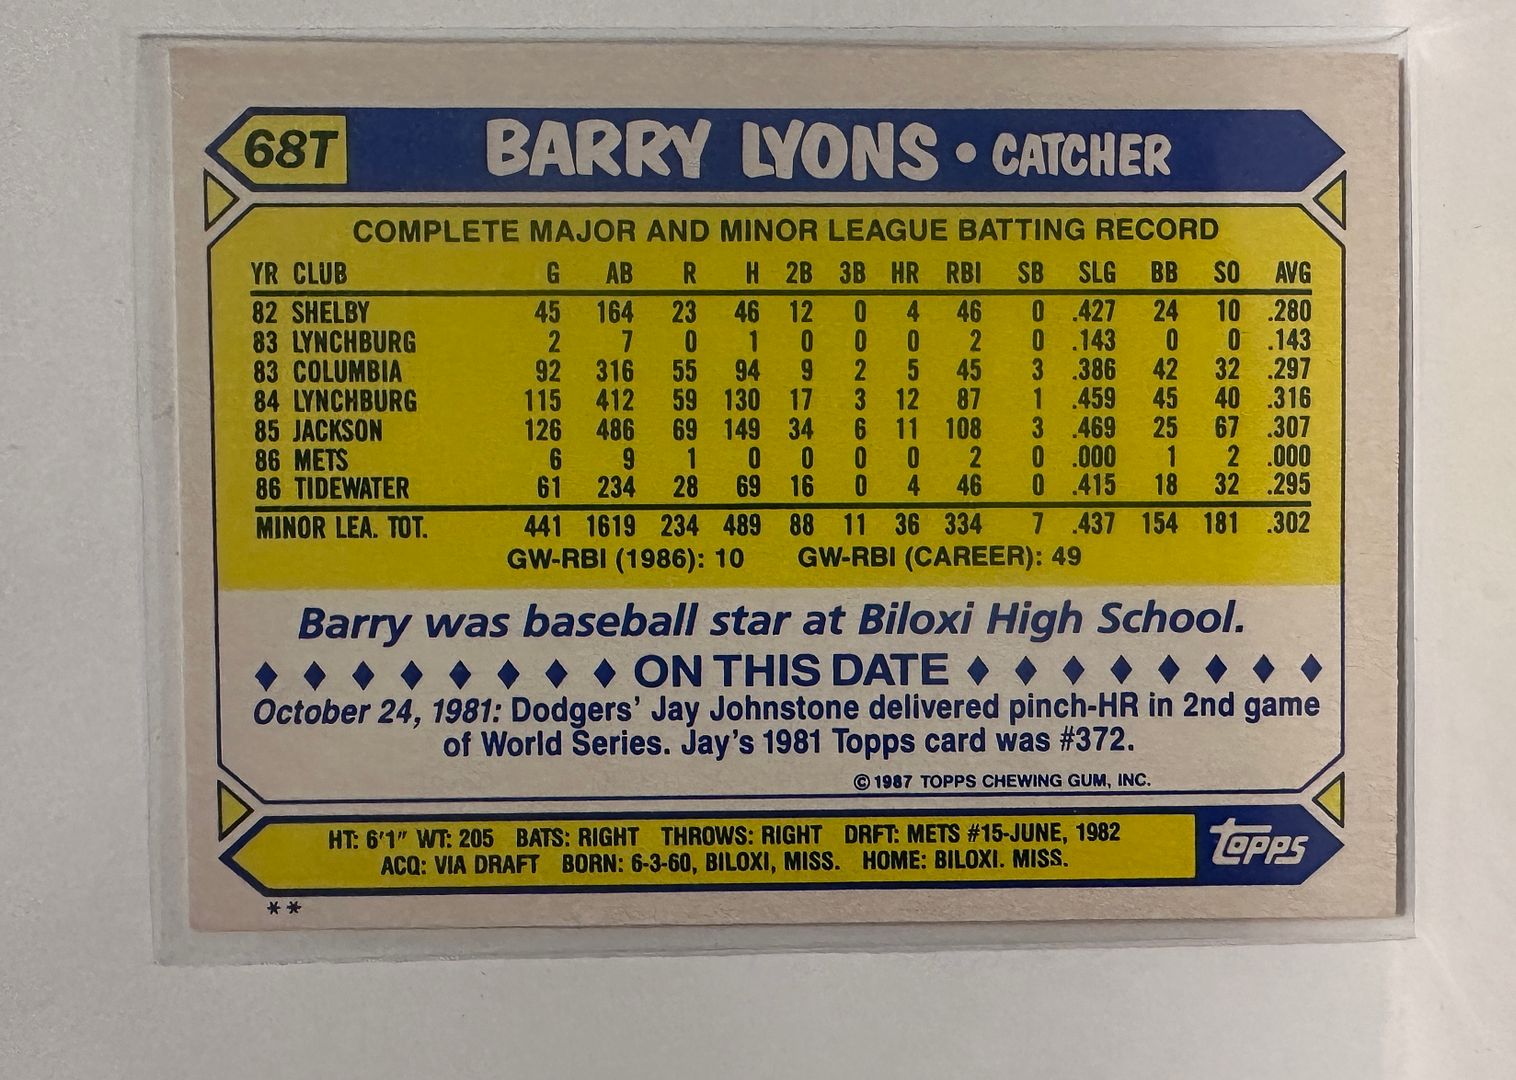 68T BARRY LYONS • CATCHER
COMPLETE MAJOR AND MINOR LEAGUE BATTING RECORD
YR CLUB G AB R H 2B 3B HR RBI SB SLG BB SO AVG
82 SHELBY 45 164 23 46 12 0 4 46 0 .427 24 10 .280
83 LYNCHBURG 2 7 0 1 0 0 0 2 0 .143 0 0 .143
83 COLUMBIA 92 316 55 94 9 2 5 45 3 .386 42 32 .297
84 LYNCHBURG 115 412 59 130 17 3 12 87 1 .459 45 40 .316
85 JACKSON 126 486 69 149 34 6 11 108 3 .469 25 67 .307
86 METS 6 9 1 0 0 0 0 2 0 .000 1 2 .000
86 TIDEWATER 61 234 28 69 16 0 4 46 0 .415 18 32 .295
MINOR LEA. TOT. 441 1619 234 489 88 11 36 334 7 .437 154 181 .302
GW-RBI (1986): 10 GW-RBI (CAREER): 49
Barry was baseball star at Biloxi High School.
ON THIS DATE
October 24, 1981: Dodgers' Jay Johnstone delivered pinch-HR in 2nd game
of World Series. Jay's 1981 Topps card was #372.
© 1987 TOPPS CHEWING GUM, INC.
HT: 6'1" WT: 205 BATS: RIGHT THROWS: RIGHT DRFT: METS #15-JUNE, 1982
ACQ: VIA DRAFT BORN: 6-3-60, BILOXI, MISS. HOME: BILOXI. MISS.
topps
**